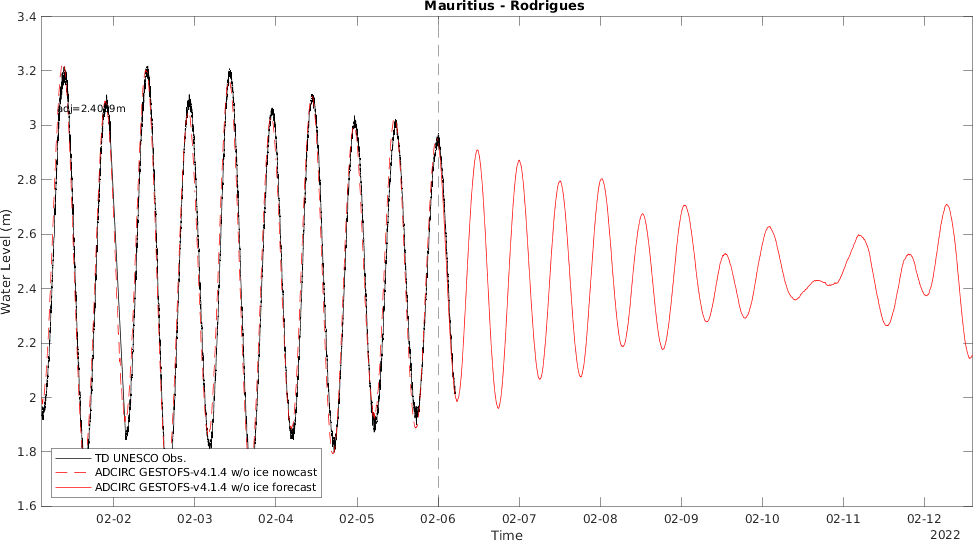 Mauritius - Rodrigues
3.4
3.2
3
2.8
2.6
2.4
2.2
2
1.8
1.6
Water Level (m)
TD UNESCO Obs.
ADCIRC GESTOFS-v4.1.4 w/o ice nowcast
ADCIRC GESTOFS-v4.1.4 w/o ice forecast
02-02 02-03 02-04 02-05 02-06 02-07 02-08 02-09 02-10 02-11 02-12
Time
2022